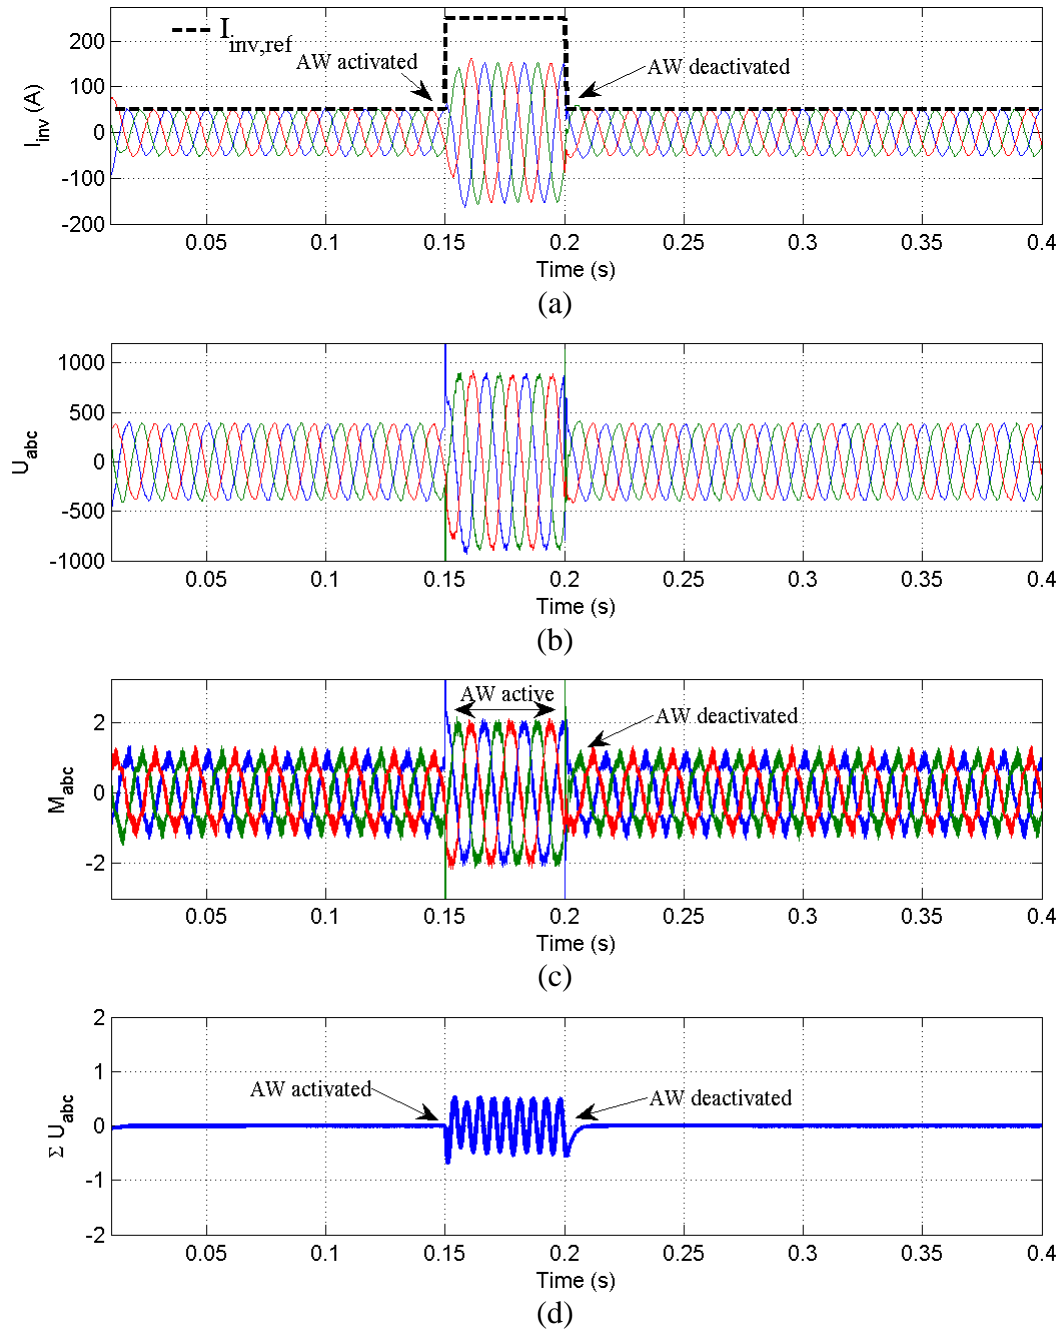 I_inv,ref
AW activated
AW deactivated
I_inv (A)
200
100
0
-100
-200
0.05 0.1 0.15 0.2 0.25 0.3 0.35 0.4
Time (s)
(a)
U_abc
1000
500
0
-500
-1000
0.05 0.1 0.15 0.2 0.25 0.3 0.35 0.4
Time (s)
(b)
AW active
AW deactivated
M_abc
2
0
-2
0.05 0.1 0.15 0.2 0.25 0.3 0.35 0.4
Time (s)
(c)
AW activated
AW deactivated
Σ U_abc
2
1
0
-1
-2
0.05 0.1 0.15 0.2 0.25 0.3 0.35 0.4
Time (s)
(d)